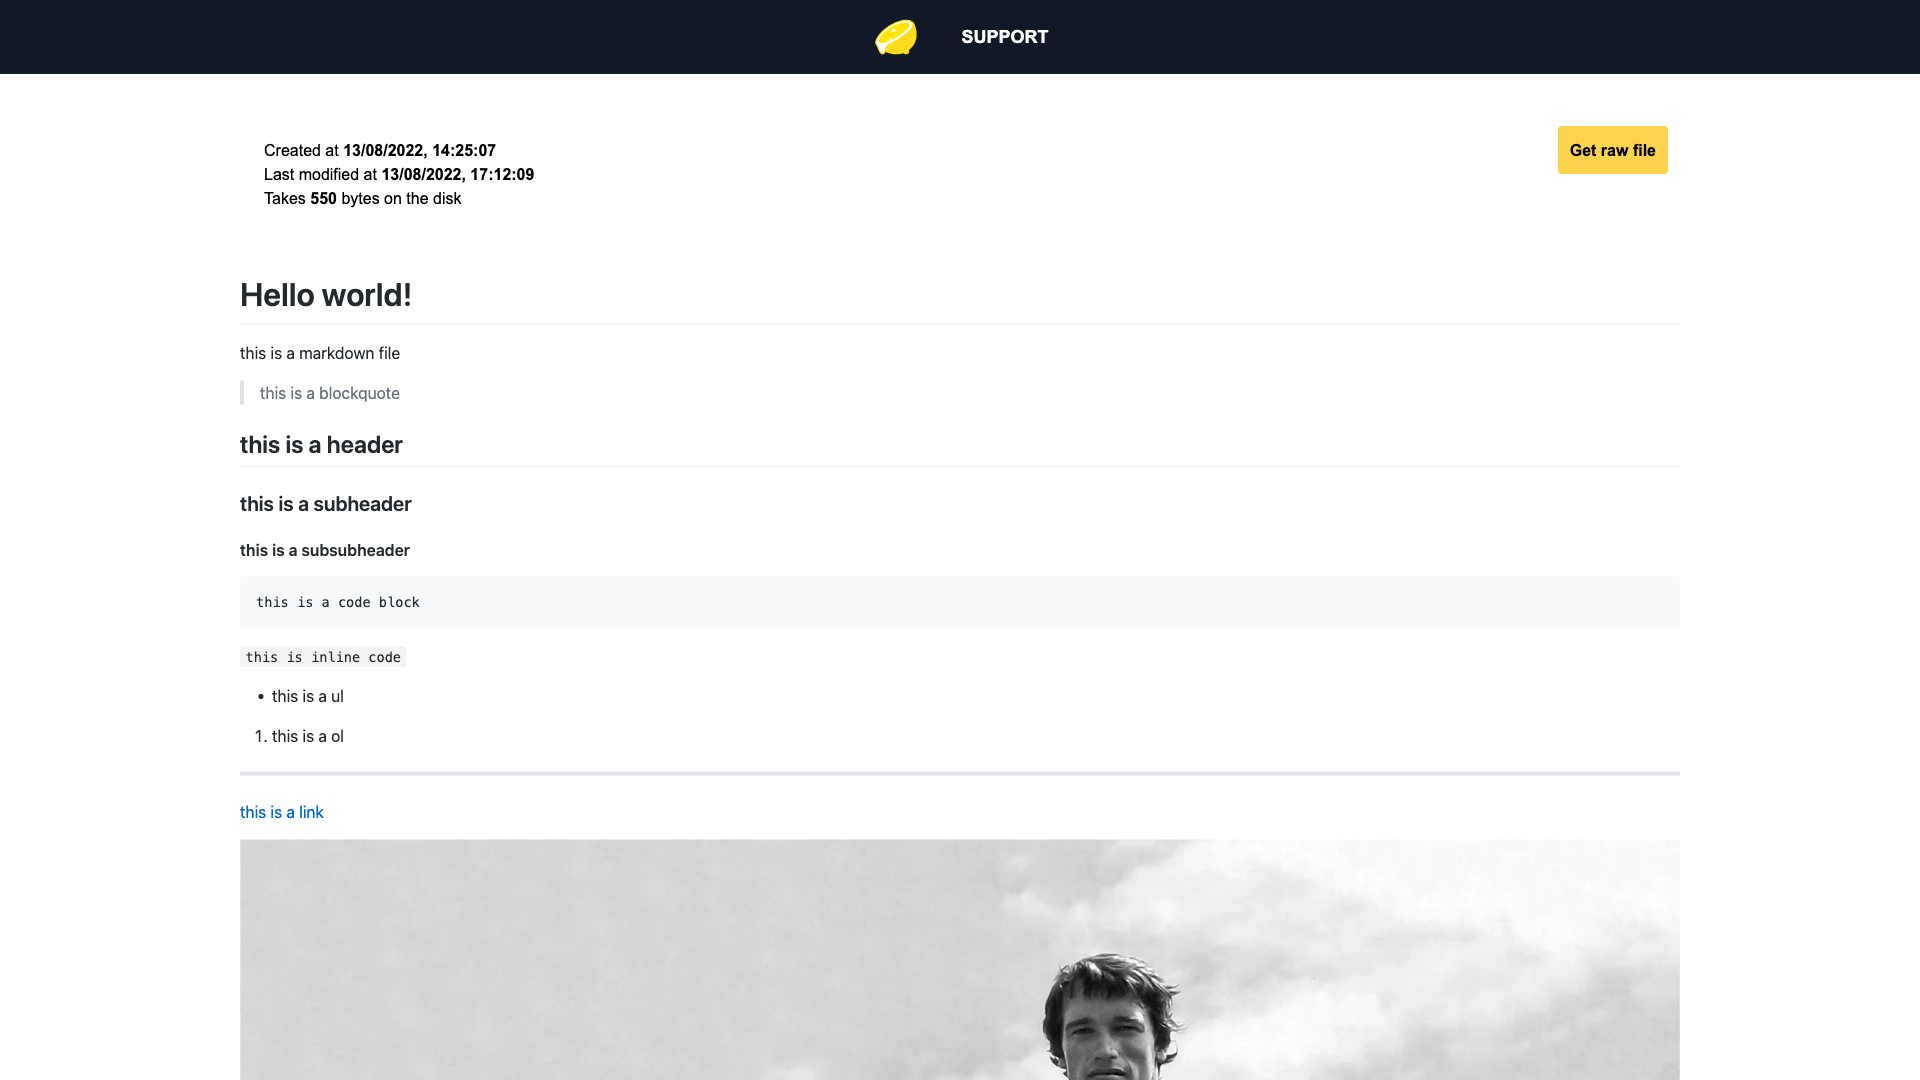 SUPPORT
Created at 13/08/2022, 14:25:07
Get raw file
Last modified at 13/08/2022, 17:12:09
Takes 550 bytes on the disk
Hello world!
this is a markdown file
this is a blockquote
this is a header
this is a subheader
this is a subsubheader
this is a code block
this is inline code
• this is a ul
1. this is a ol
this is a link